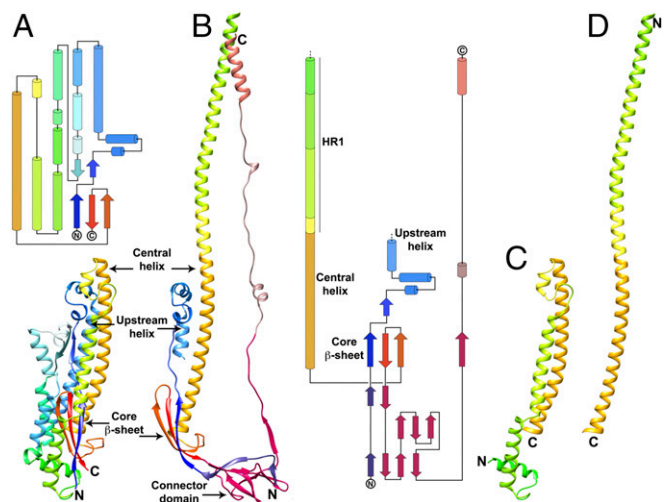 A
B
C
D
N
HR1
Upstream
helix
Central
helix
Central
helix
Upstream
helix
C
Core
β-sheet
N
C
Core
β-sheet
C
N
C
C
N
Connector
domain
N
N